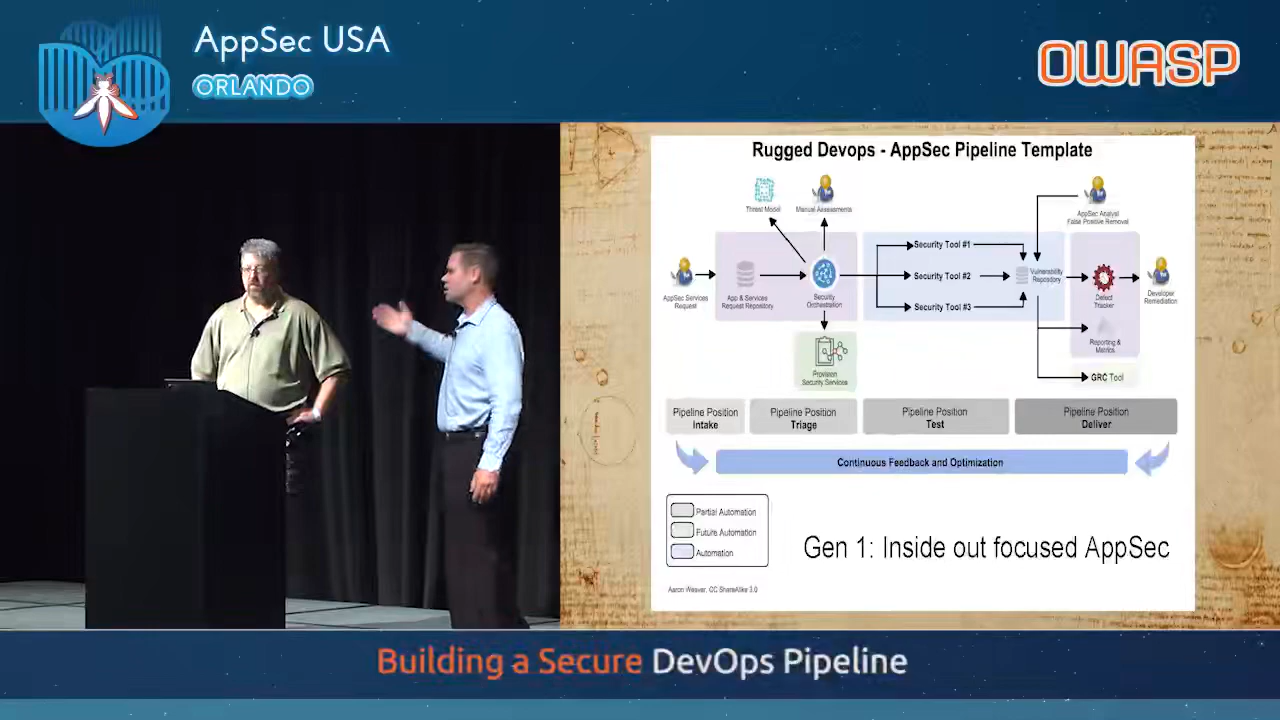 AppSec USA
ORLANDO
OWASP
Rugged Devops - AppSec Pipeline Template
Threat Model
Manual Assessments
AppSec Analyst
False Positive Removal
AppSec Services
Request
App & Services
Request Repository
Security
Orchestration
Security Tool #1
Security Tool #2
Security Tool #3
Vulnerability
Repository
Defect
Tracker
Developer
Remediation
Reporting &
Metrics
GRC Tool
Provision
Security Services
Pipeline Position
Intake
Pipeline Position
Triage
Pipeline Position
Test
Pipeline Position
Deliver
Continuous Feedback and Optimization
Partial Automation
Future Automation
Automation
Gen 1: Inside out focused AppSec
Aaron Weaver, CC ShareAlike 3.0
Building a Secure DevOps Pipeline